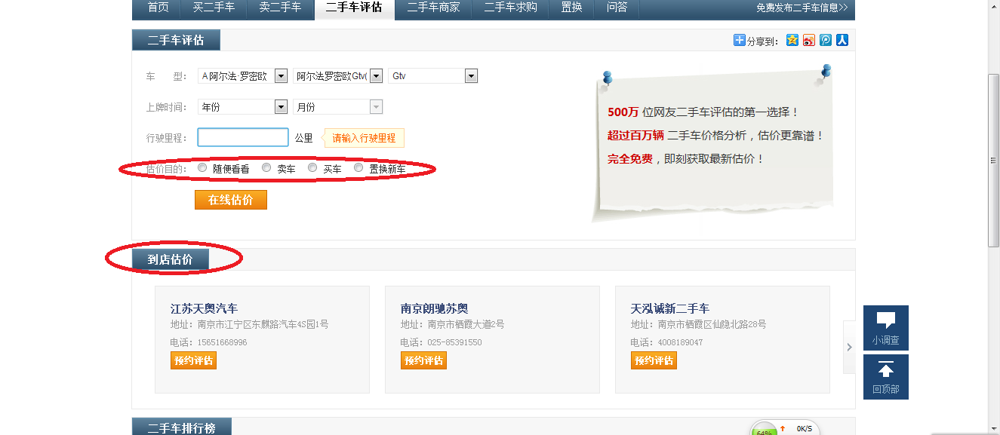 首页 买二手车 卖二手车 二手车评估 二手车商家 二手车求购 置换 问答 免费发布二手车信息>>
二手车评估 分享到：
车 型： A 阿尔法·罗密欧 阿尔法罗密欧Gtv( Gtv
上牌时间： 年份 月份
行驶里程： 公里 请输入行驶里程
估价目的： 随便看看 卖车 买车 置换新车
在线估价
500万 位网友二手车评估的第一选择！
超过百万辆 二手车价格分析，估价更靠谱！
完全免费，即刻获取最新估价！
到店估价
江苏天奥汽车
地址：南京市江宁区东麒路汽车4S园1号
电话：15651668996
预约评估
南京朗驰苏奥
地址：南京市栖霞大道2号
电话：025-85391550
预约评估
天泓诚新二手车
地址：南京市栖霞区仙隐北路28号
电话：4008189047
预约评估
小调查
回顶部
二手车排行榜
64% 0K/S